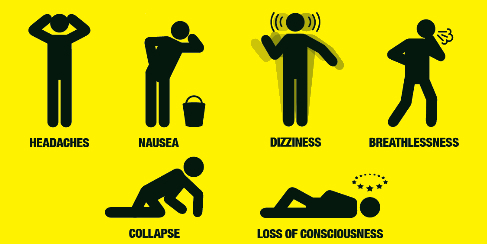 HEADACHES
NAUSEA
DIZZINESS
BREATHLESSNESS
COLLAPSE
LOSS OF CONSCIOUSNESS